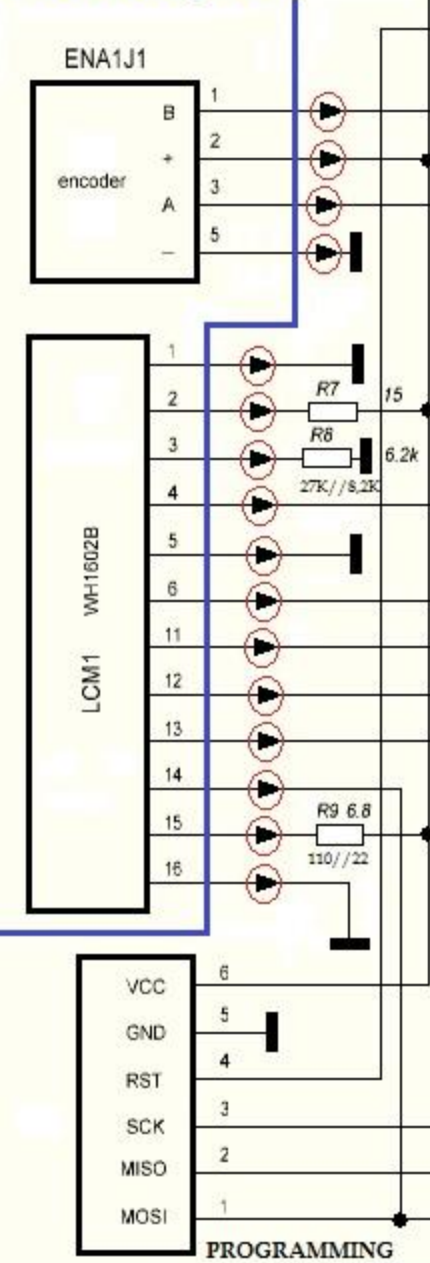 ENA1J1
B 1
+ 2
encoder
A 3
– 5
1
2 R7 15
3 R8 6.2k
27K//8,2K
4
5
WH1602B
LCM1
6
11
12
13
14
15 R9 6.8
110//22
16
VCC 6
GND 5
RST 4
SCK 3
MISO 2
MOSI 1
PROGRAMMING